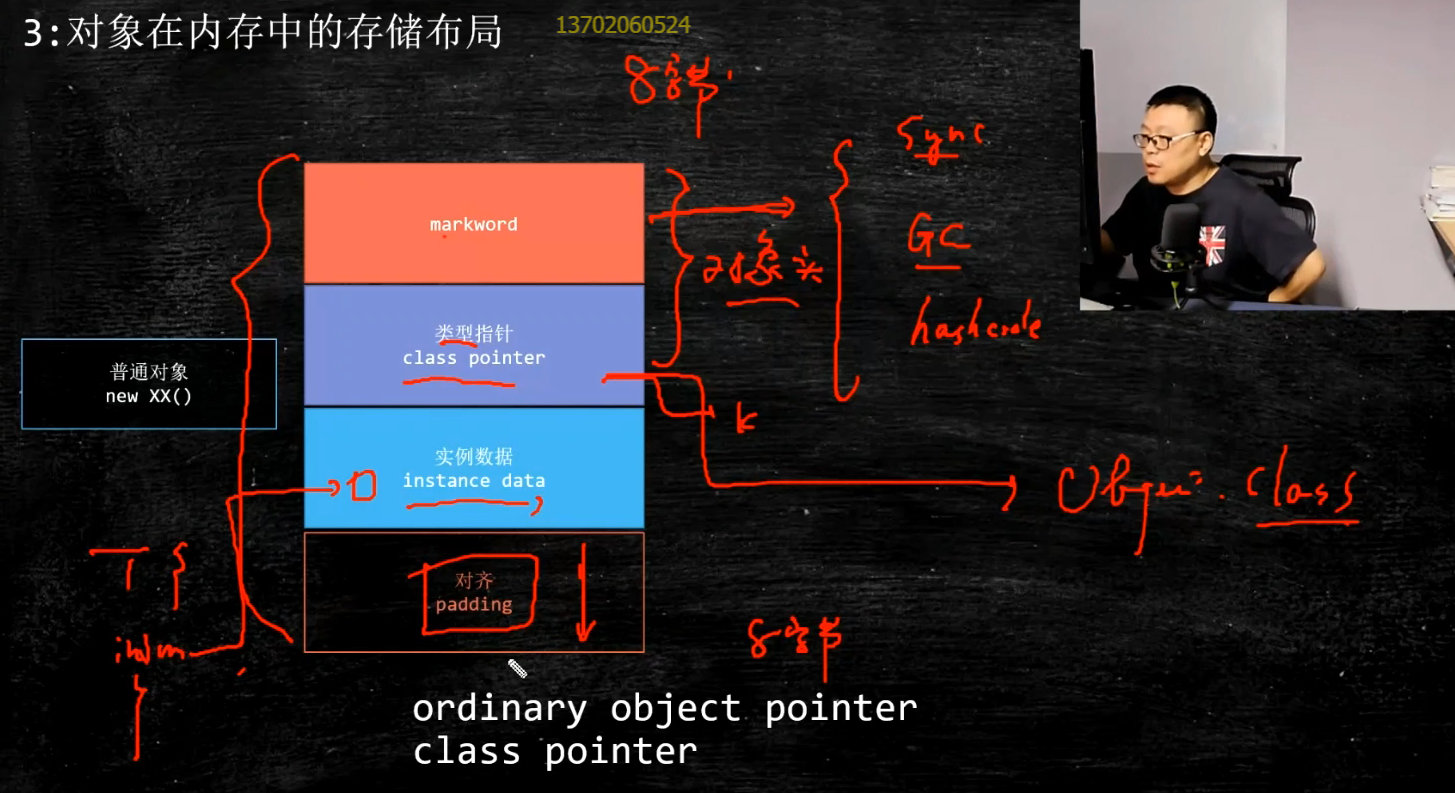 3:对象在内存中的存储布局
13702060524
8字节
markword
对象头
Sync
GC
hashcode
类型指针
class pointer
普通对象
new XX()
k
实例数据
instance data
Object.class
T {
int m
}
对齐
padding
8字节
ordinary object pointer
class pointer